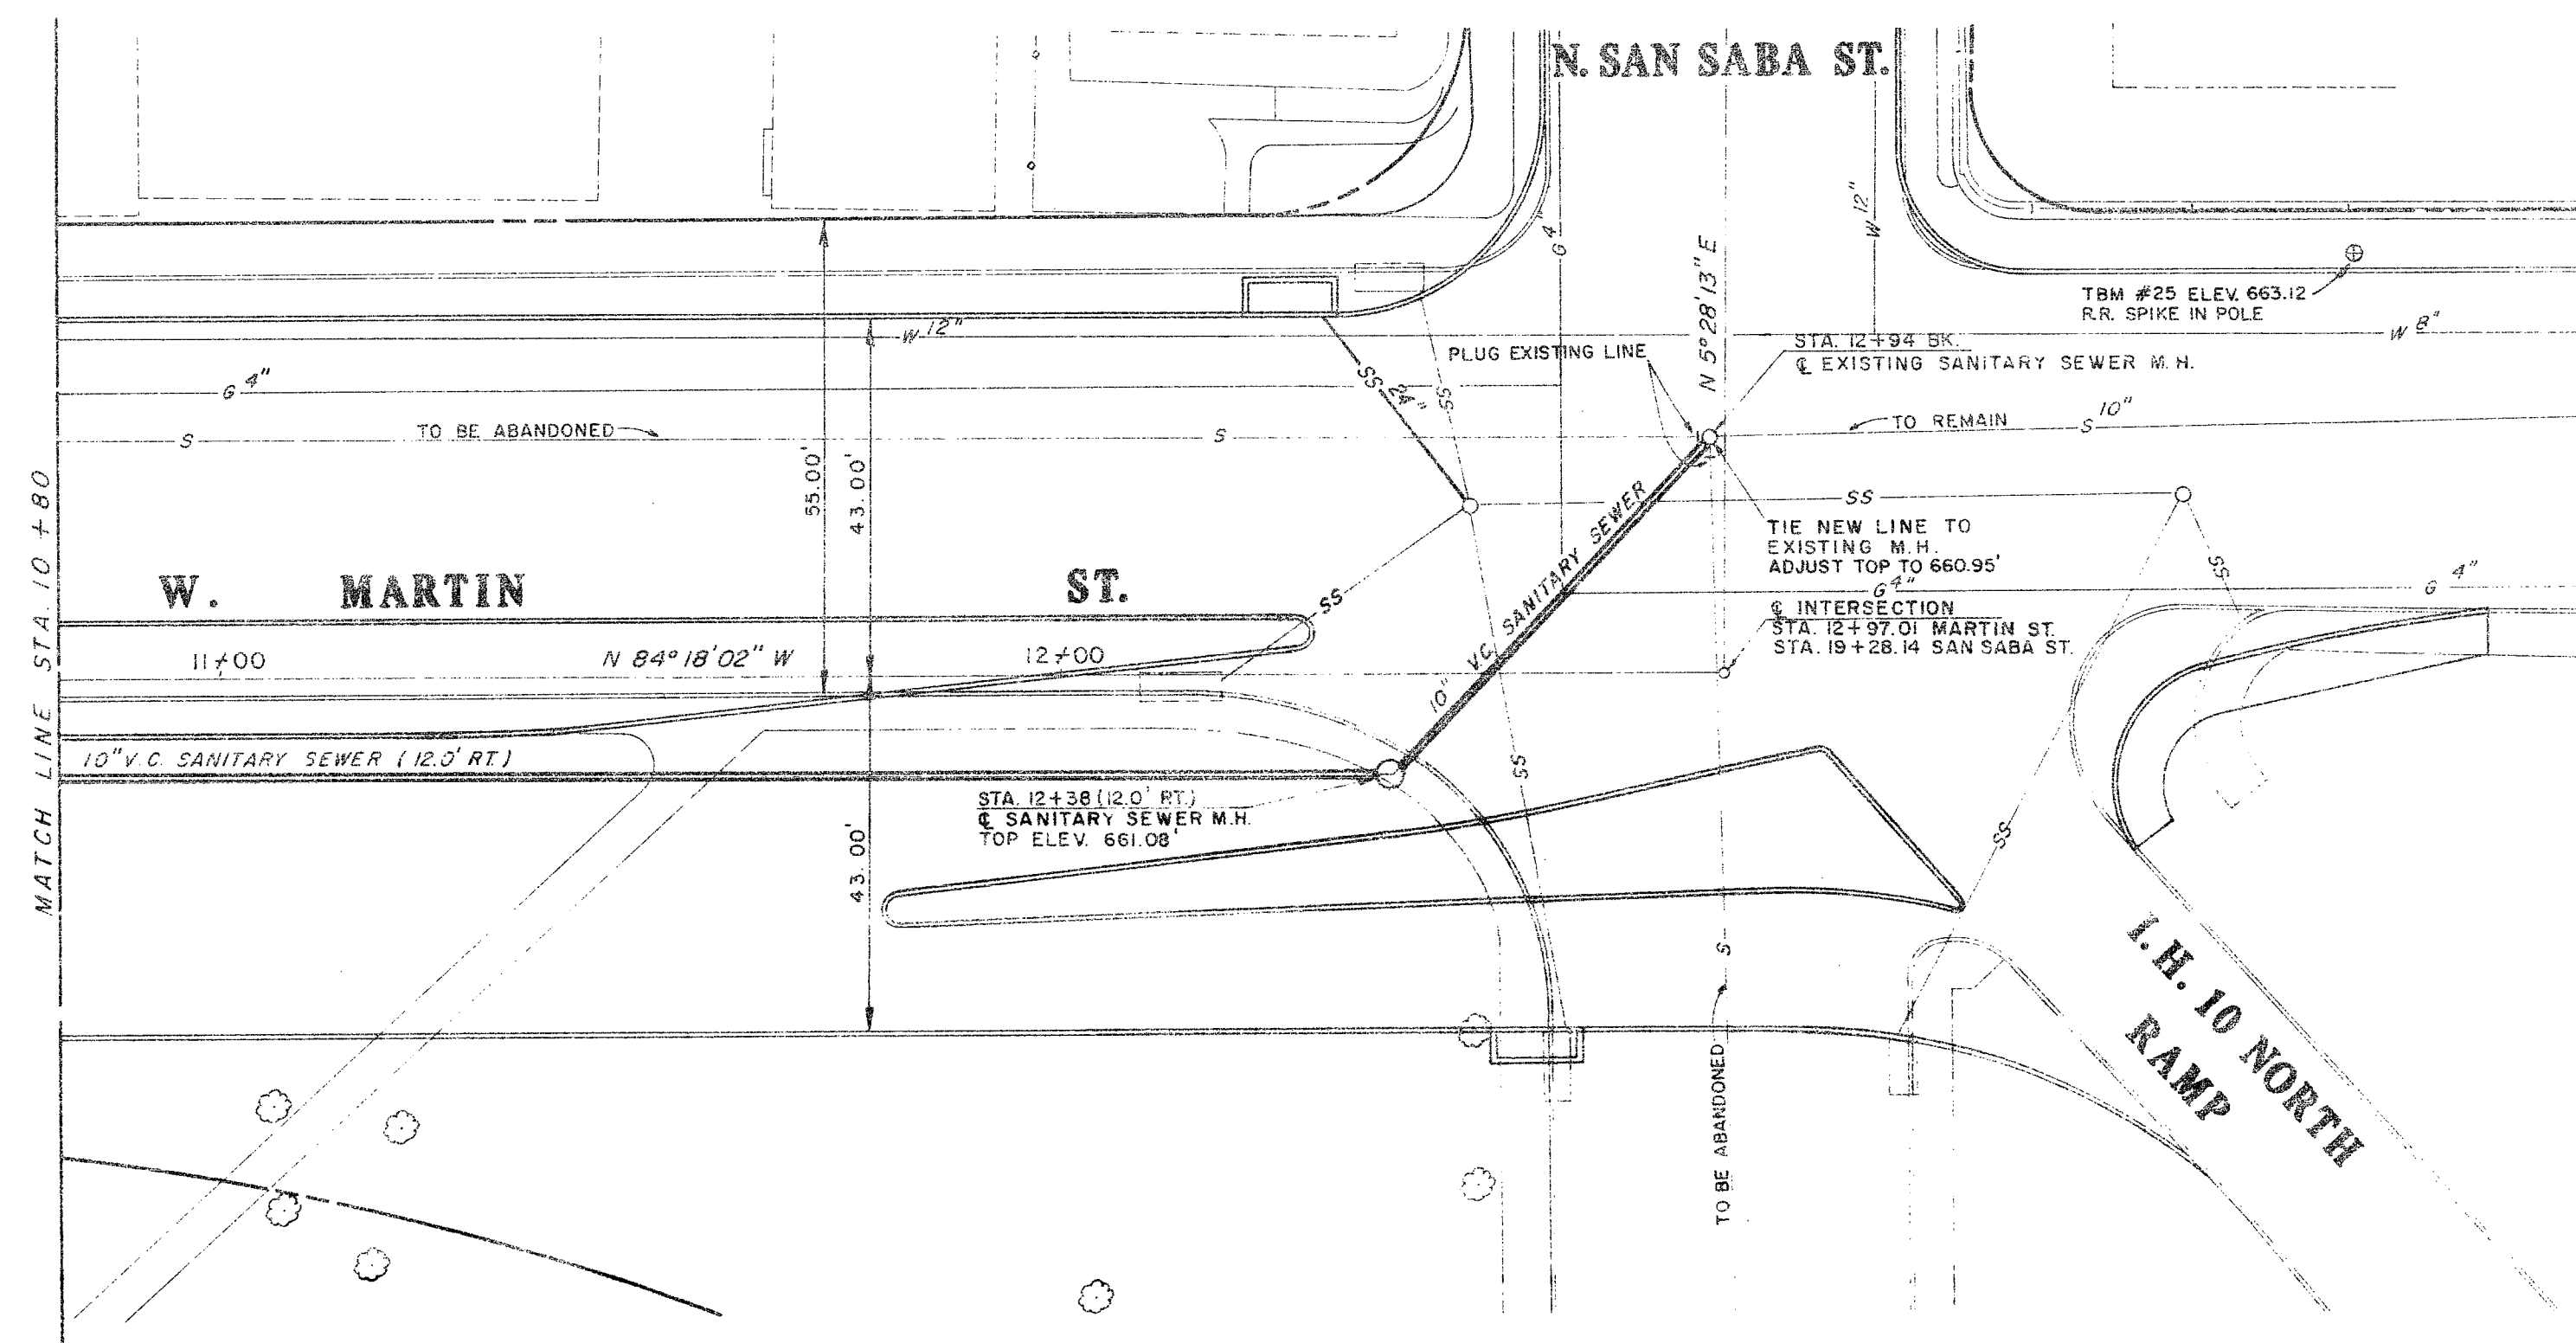 N. SAN SABA ST.
G 4"
W 12"
N 5° 28' 13" E
TBM #25 ELEV. 663.12
R.R. SPIKE IN POLE
W 12"
W 8"
PLUG EXISTING LINE
STA. 12+94 BK.
℄ EXISTING SANITARY SEWER M.H.
G 4"
SS 24"
SS
S
TO BE ABANDONED
S
TO REMAIN
S 10"
55.00'
43.00'
SS
TIE NEW LINE TO
EXISTING M.H.
ADJUST TOP TO 660.95'
G 4"
G 4"
SS
℄ INTERSECTION
STA. 12+97.01 MARTIN ST.
STA. 19+28.14 SAN SABA ST.
W. MARTIN ST.
SS
10" V.C. SANITARY SEWER
11+00
N 84° 18' 02" W
12+00
MATCH LINE STA. 10+80
10" V.C. SANITARY SEWER (12.0' RT.)
STA. 12+38 (12.0' RT.)
℄ SANITARY SEWER M.H.
TOP ELEV. 661.08'
43.00'
SS
SS
S
TO BE ABANDONED
I.H. 10 NORTH
RAMP